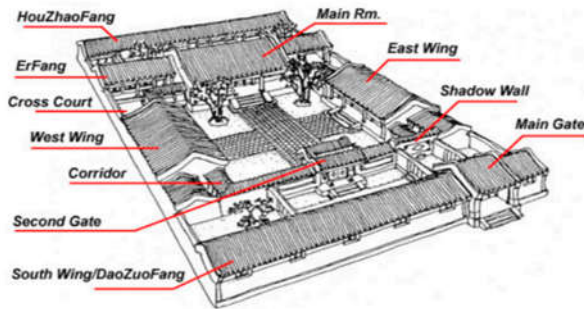 HouZhaoFang
Main Rm.
ErFang
East Wing
Cross Court
Shadow Wall
West Wing
Main Gate
Corridor
Second Gate
South Wing/DaoZuoFang